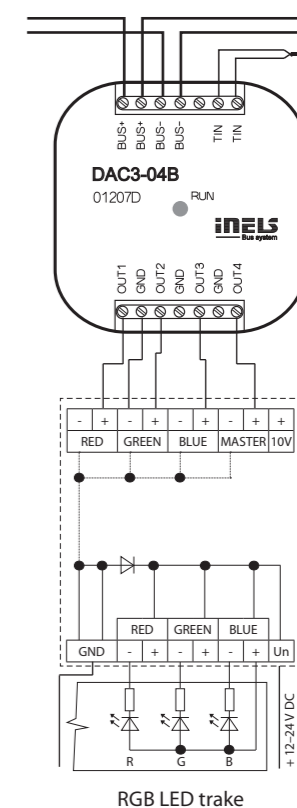 BUS+ BUS+ BUS- BUS- TIN TIN
DAC3-04B
01207D
RUN
iNELS
Bus system
OUT1 GND OUT2 GND OUT3 GND OUT4
- + - + - + - + +
RED GREEN BLUE MASTER 10V
RED GREEN BLUE
GND - + - + - + Un
+ 12–24 V DC
R G B
RGB LED trake